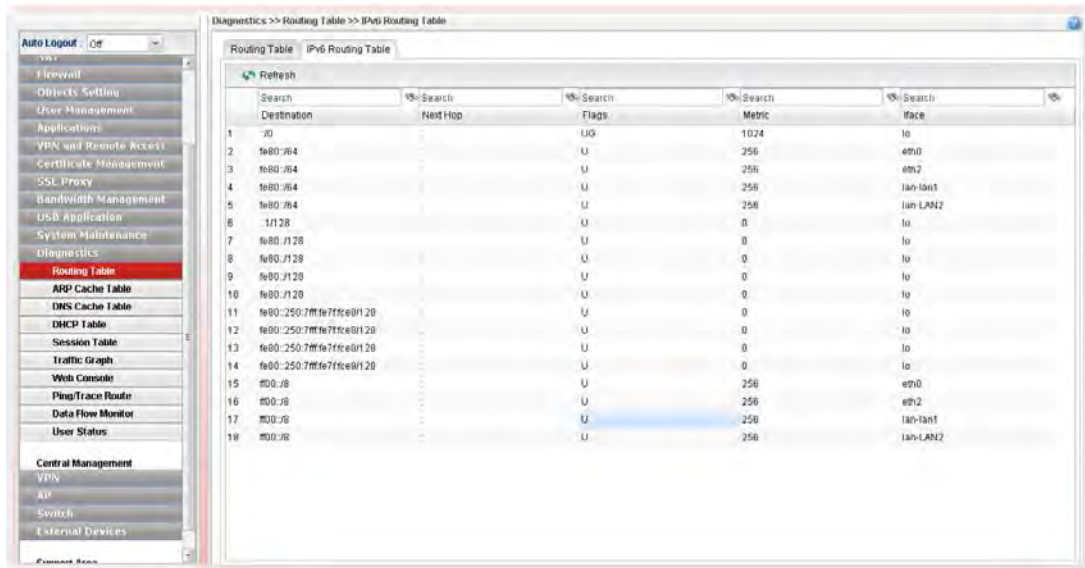 Diagnostics >> Routing Table >> IPv6 Routing Table
Auto Logout : Off
Firewall
Objects Setting
User Management
Applications
VPN and Remote Access
Certificate Management
SSL Proxy
Bandwidth Management
USB Application
System Maintenance
Diagnostics
Routing Table
ARP Cache Table
DNS Cache Table
DHCP Table
Session Table
Traffic Graph
Web Console
Ping/Trace Route
Data Flow Monitor
User Status
Central Management
VPN
AP
Switch
External Devices
Support Area
Routing Table IPv6 Routing Table
Refresh
Search Search Search Search Search
Destination Next Hop Flags Metric Iface
1 ::/0 :: UG 1024 lo
2 fe80::/64 :: U 256 eth0
3 fe80::/64 :: U 256 eth2
4 fe80::/64 :: U 256 lan-lan1
5 fe80::/64 :: U 256 lan-LAN2
6 ::1/128 :: U 0 lo
7 fe80::/128 :: U 0 lo
8 fe80::/128 :: U 0 lo
9 fe80::/128 :: U 0 lo
10 fe80::/128 :: U 0 lo
11 fe80::250:7fff:fe7f:fce8/128 :: U 0 lo
12 fe80::250:7fff:fe7f:fce9/128 :: U 0 lo
13 fe80::250:7fff:fe7f:fce8/128 :: U 0 lo
14 fe80::250:7fff:fe7f:fce9/128 :: U 0 lo
15 ff00::/8 :: U 256 eth0
16 ff00::/8 :: U 256 eth2
17 ff00::/8 :: U 256 lan-lan1
18 ff00::/8 :: U 256 lan-LAN2